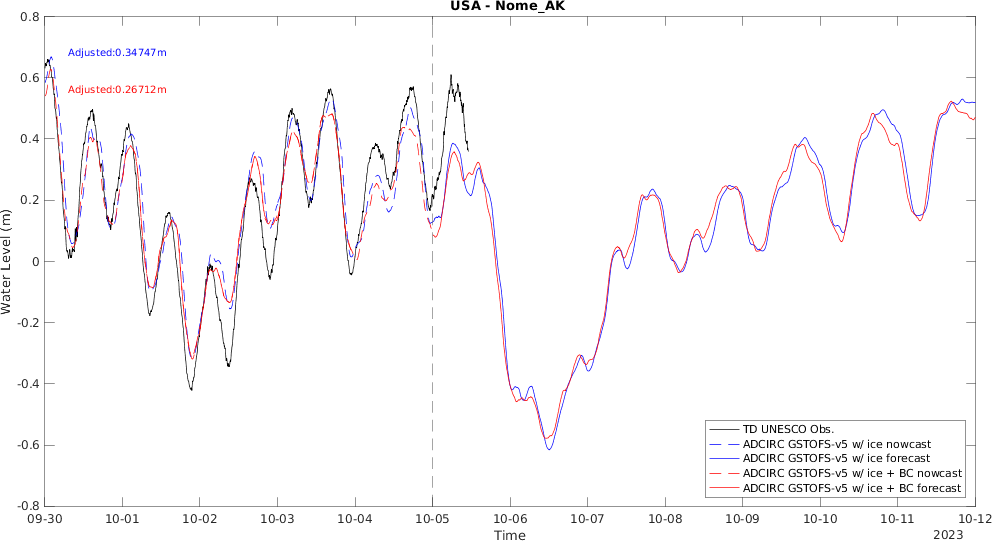 USA - Nome_AK
0.8
Adjusted:0.34747m
0.6
Adjusted:0.26712m
0.4
0.2
0
-0.2
-0.4
-0.6
-0.8
Water Level (m)
TD UNESCO Obs.
ADCIRC GSTOFS-v5 w/ ice nowcast
ADCIRC GSTOFS-v5 w/ ice forecast
ADCIRC GSTOFS-v5 w/ ice + BC nowcast
ADCIRC GSTOFS-v5 w/ ice + BC forecast
09-30 10-01 10-02 10-03 10-04 10-05 10-06 10-07 10-08 10-09 10-10 10-11 10-12
Time
2023